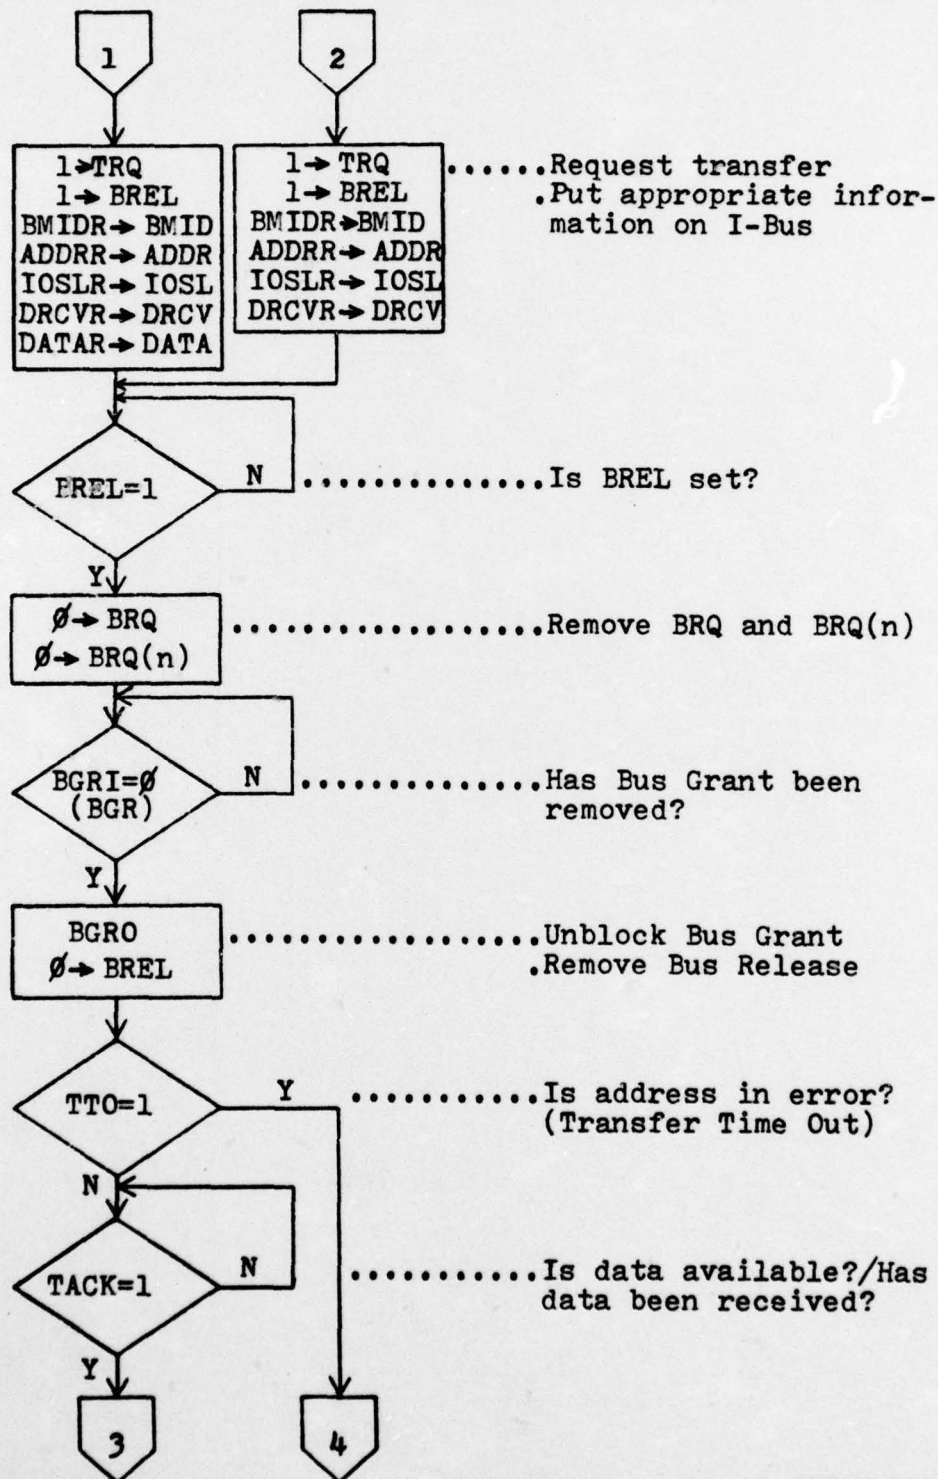 1
2
1→TRQ
1→BREL
BMIDR→BMID
ADDRR→ADDR
IOSLR→IOSL
DRCVR→DRCV
DATAR→DATA
1→TRQ
1→BREL
BMIDR→BMID
ADDRR→ADDR
IOSLR→IOSL
DRCVR→DRCV
......Request transfer
.Put appropriate infor-
mation on I-Bus
BREL=1
N
..............Is BREL set?
Y
Ø→BRQ
Ø→BRQ(n)
..................Remove BRQ and BRQ(n)
BGRI=Ø
(BGR)
N
..............Has Bus Grant been
removed?
Y
BGRO
Ø→BREL
..................Unblock Bus Grant
.Remove Bus Release
TTO=1
Y
...........Is address in error?
(Transfer Time Out)
N
TACK=1
N
...........Is data available?/Has
data been received?
Y
3
4